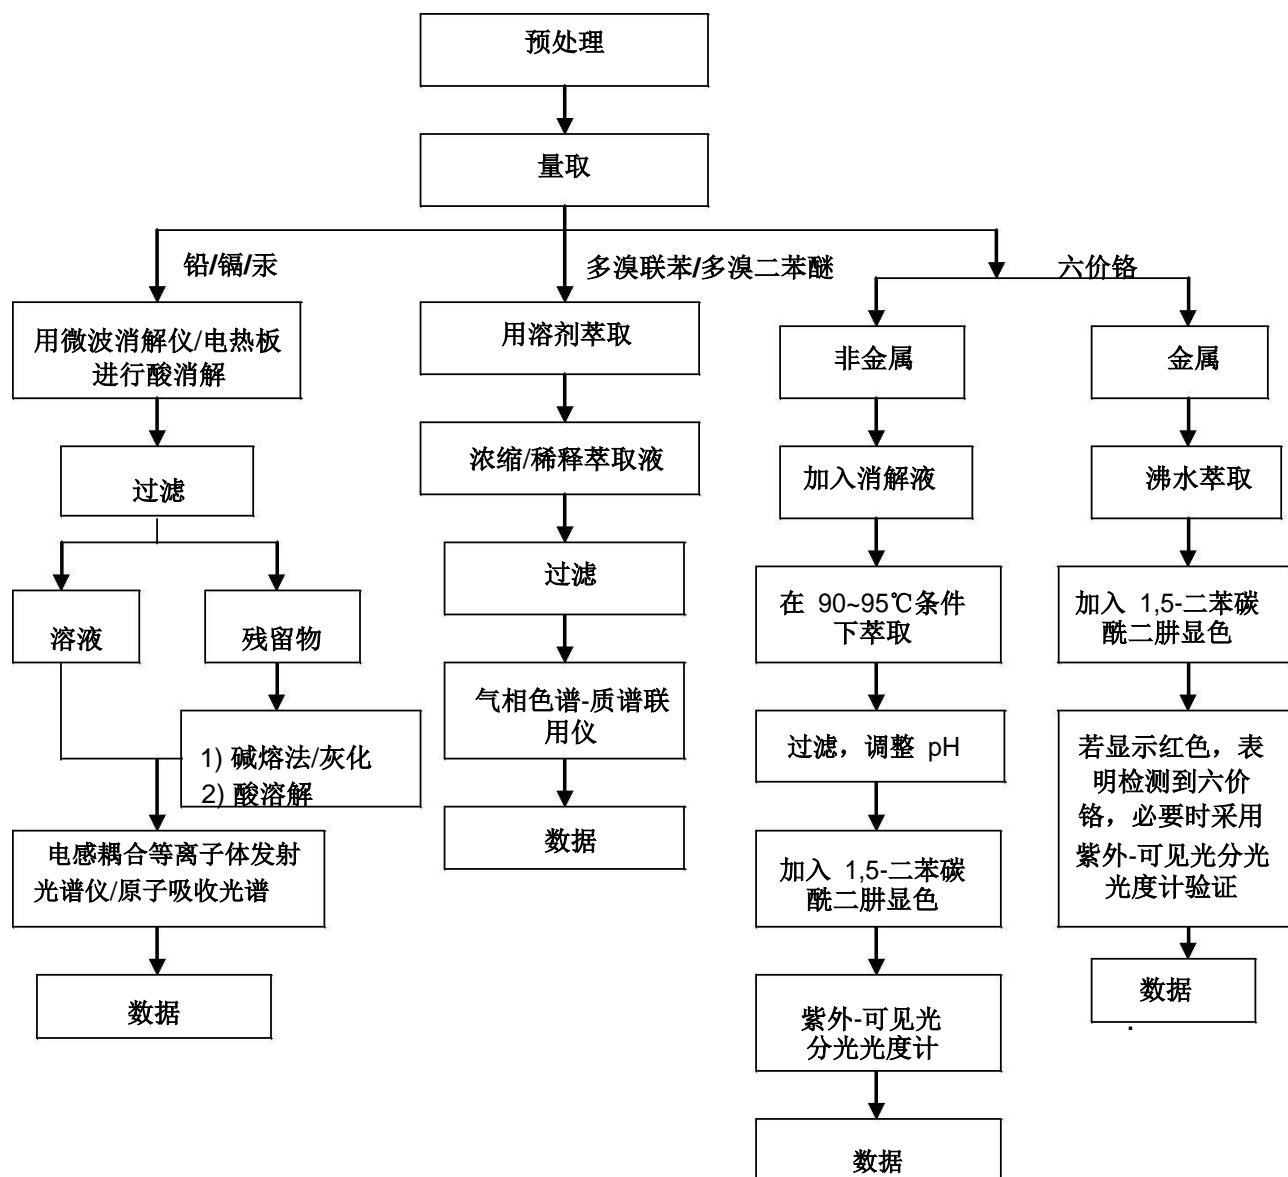 预处理
量取
铅/镉/汞
多溴联苯/多溴二苯醚
六价铬
用微波消解仪/电热板
进行酸消解
过滤
溶液
残留物
1) 碱熔法/灰化
2) 酸溶解
电感耦合等离子体发射
光谱仪/原子吸收光谱
数据
用溶剂萃取
浓缩/稀释萃取液
过滤
气相色谱-质谱联
用仪
数据
非金属
加入消解液
在 90~95℃条件
下萃取
过滤，调整 pH
加入 1,5-二苯碳
酰二肼显色
紫外-可见光
分光光度计
数据
金属
沸水萃取
加入 1,5-二苯碳
酰二肼显色
若显示红色，表
明检测到六价
铬，必要时采用
紫外-可见光分光
光度计验证
数据